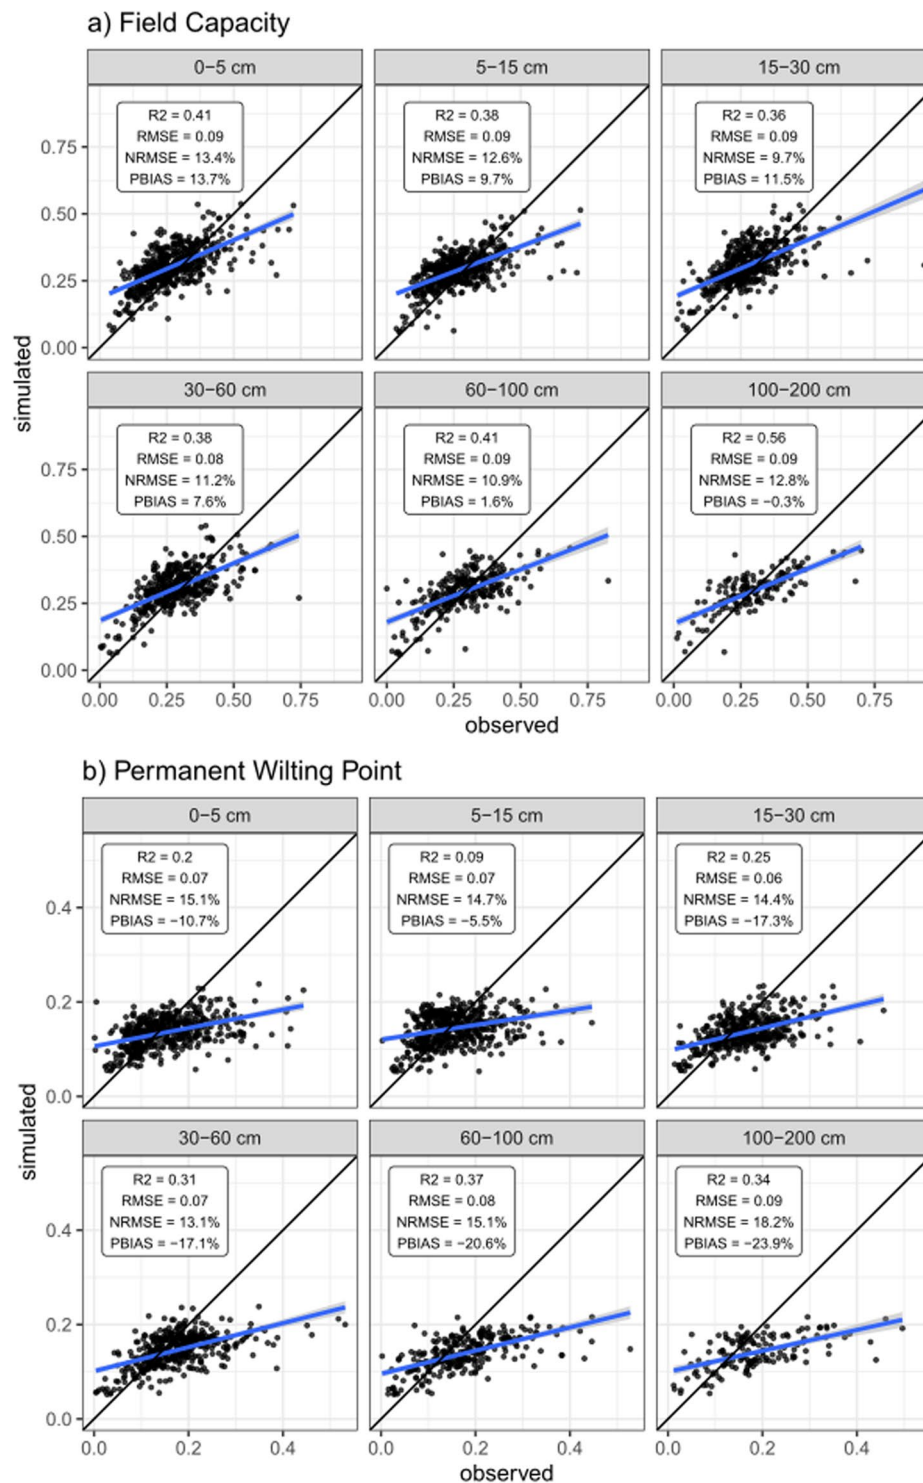 a) Field Capacity
0−5 cm
5−15 cm
15−30 cm
R2 = 0.41
RMSE = 0.09
NRMSE = 13.4%
PBIAS = 13.7%
R2 = 0.38
RMSE = 0.09
NRMSE = 12.6%
PBIAS = 9.7%
R2 = 0.36
RMSE = 0.09
NRMSE = 9.7%
PBIAS = 11.5%
0.75
0.50
0.25
0.00
simulated
30−60 cm
60−100 cm
100−200 cm
R2 = 0.38
RMSE = 0.08
NRMSE = 11.2%
PBIAS = 7.6%
R2 = 0.41
RMSE = 0.09
NRMSE = 10.9%
PBIAS = 1.6%
R2 = 0.56
RMSE = 0.09
NRMSE = 12.8%
PBIAS = −0.3%
0.75
0.50
0.25
0.00
0.00 0.25 0.50 0.75
0.00 0.25 0.50 0.75
0.00 0.25 0.50 0.75
observed
b) Permanent Wilting Point
0−5 cm
5−15 cm
15−30 cm
R2 = 0.2
RMSE = 0.07
NRMSE = 15.1%
PBIAS = −10.7%
R2 = 0.09
RMSE = 0.07
NRMSE = 14.7%
PBIAS = −5.5%
R2 = 0.25
RMSE = 0.06
NRMSE = 14.4%
PBIAS = −17.3%
0.4
0.2
0.0
simulated
30−60 cm
60−100 cm
100−200 cm
R2 = 0.31
RMSE = 0.07
NRMSE = 13.1%
PBIAS = −17.1%
R2 = 0.37
RMSE = 0.08
NRMSE = 15.1%
PBIAS = −20.6%
R2 = 0.34
RMSE = 0.09
NRMSE = 18.2%
PBIAS = −23.9%
0.4
0.2
0.0
0.0 0.2 0.4
0.0 0.2 0.4
0.0 0.2 0.4
observed